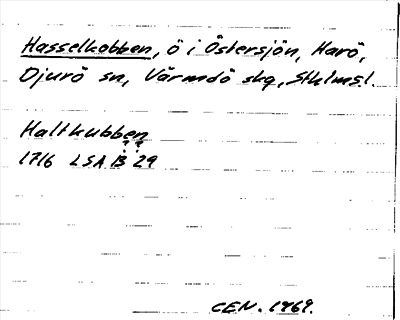 Hasselkobben, ö i Östersjön, Harö,
Djurö sn, Värmdö skg, Sthlms l.
Haltkubben
1716 LSA B 29
CEN. 1969.